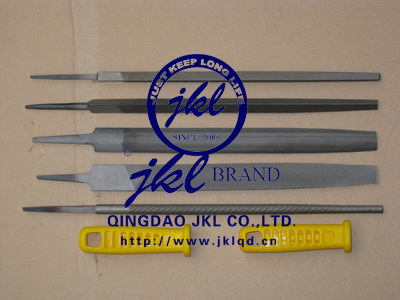 JUST KEEP LONG LIFE
jkl
SINCE 2006
jkl BRAND
QINGDAO JKL CO.,LTD.
http://www.jklqd.cn